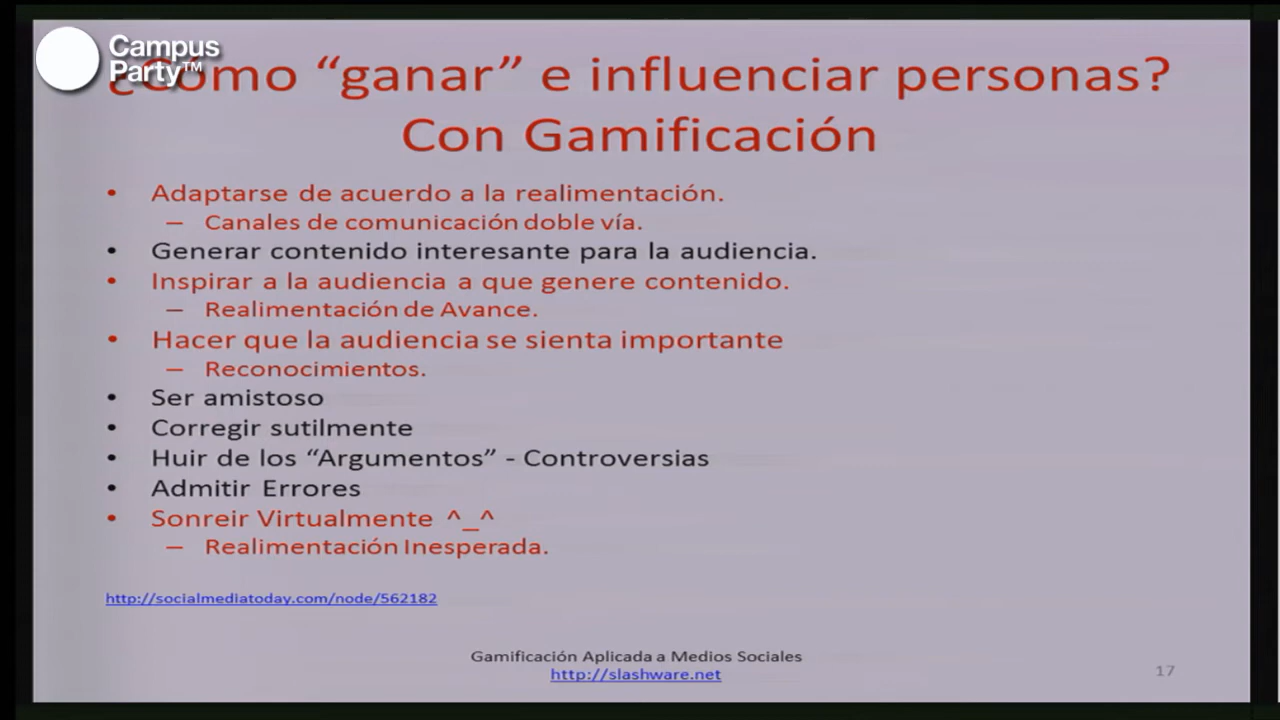 Campus
Party™
¿Cómo “ganar” e influenciar personas?
Con Gamificación
• Adaptarse de acuerdo a la realimentación.
– Canales de comunicación doble vía.
• Generar contenido interesante para la audiencia.
• Inspirar a la audiencia a que genere contenido.
– Realimentación de Avance.
• Hacer que la audiencia se sienta importante
– Reconocimientos.
• Ser amistoso
• Corregir sutilmente
• Huir de los “Argumentos” - Controversias
• Admitir Errores
• Sonreir Virtualmente ^_^
– Realimentación Inesperada.
http://socialmediatoday.com/node/562182
Gamificación Aplicada a Medios Sociales
http://slashware.net
17